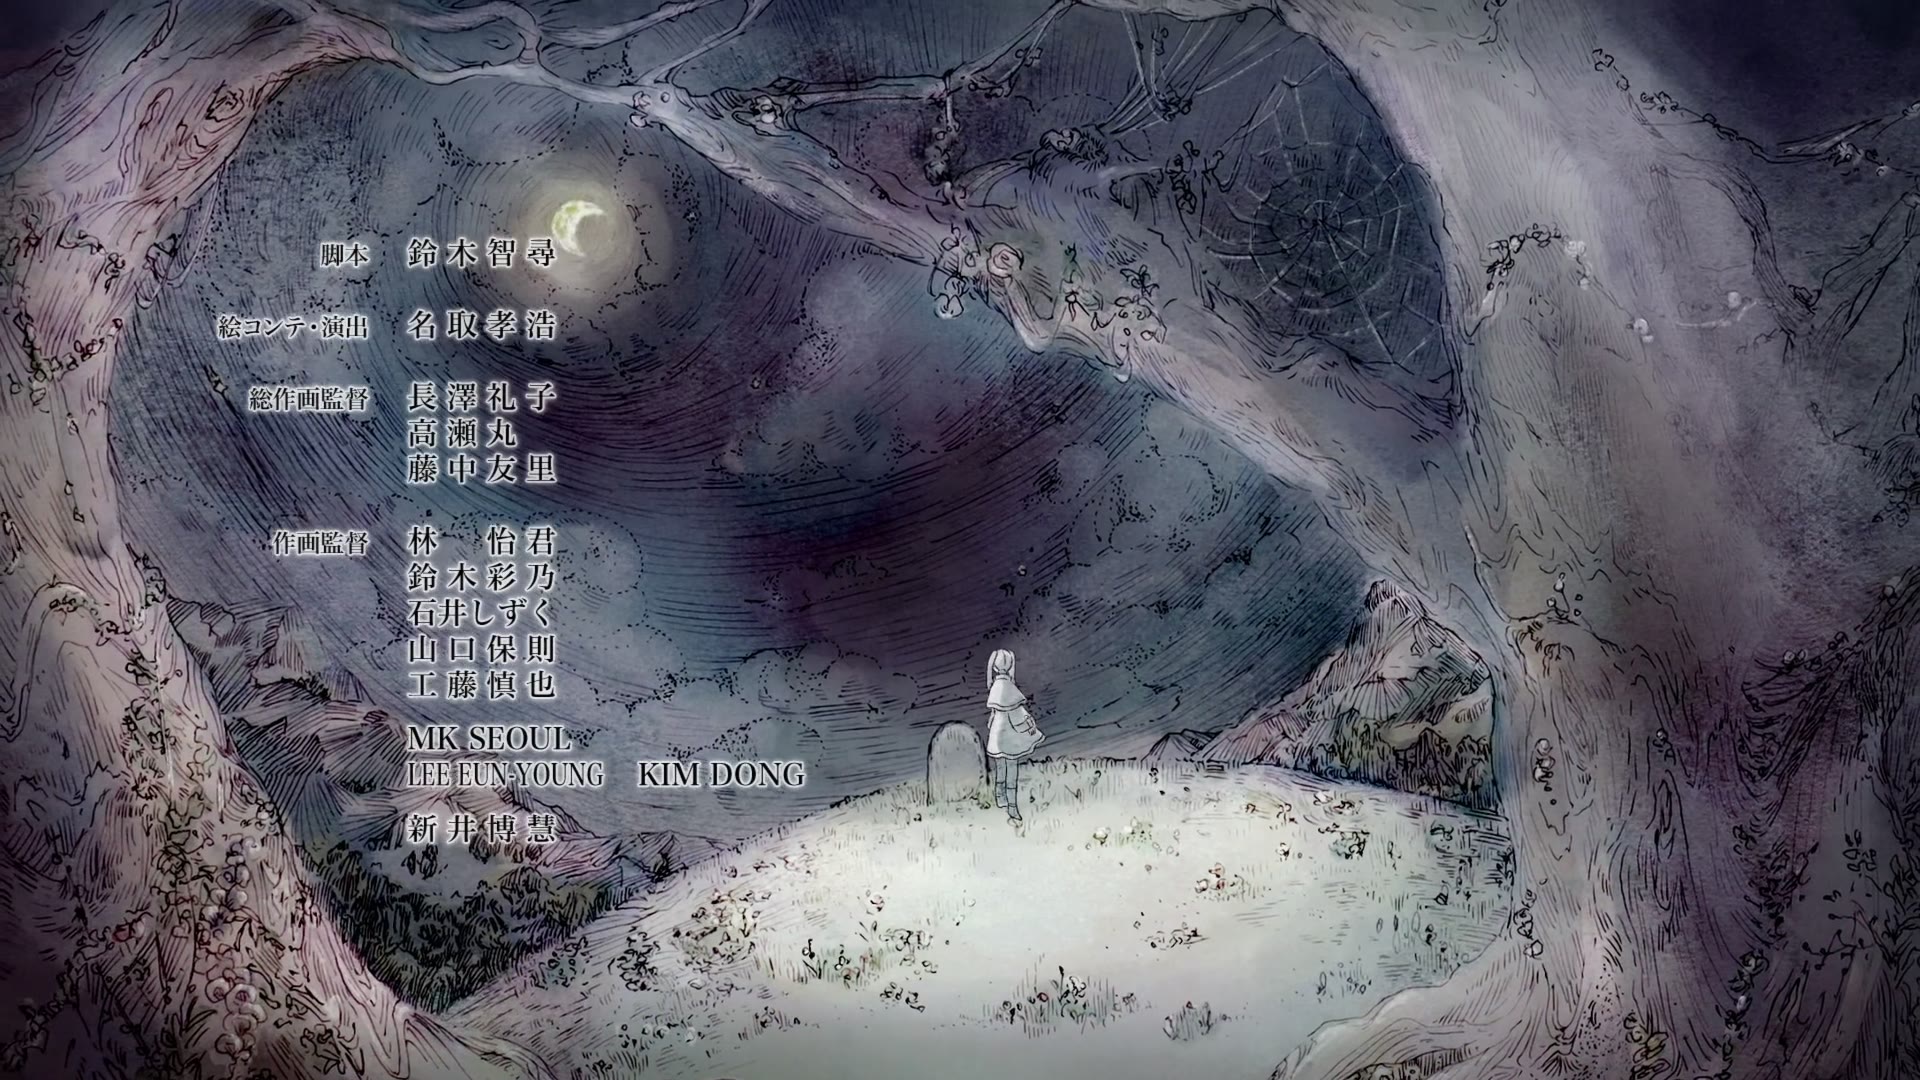 脚本 鈴木智尋
絵コンテ・演出 名取孝浩
総作画監督 長澤礼子
高瀬丸
藤中友里
作画監督 林 怡君
鈴木彩乃
石井しずく
山口保則
工藤慎也
MK SEOUL
LEE EUN-YOUNG KIM DONG
新井博慧